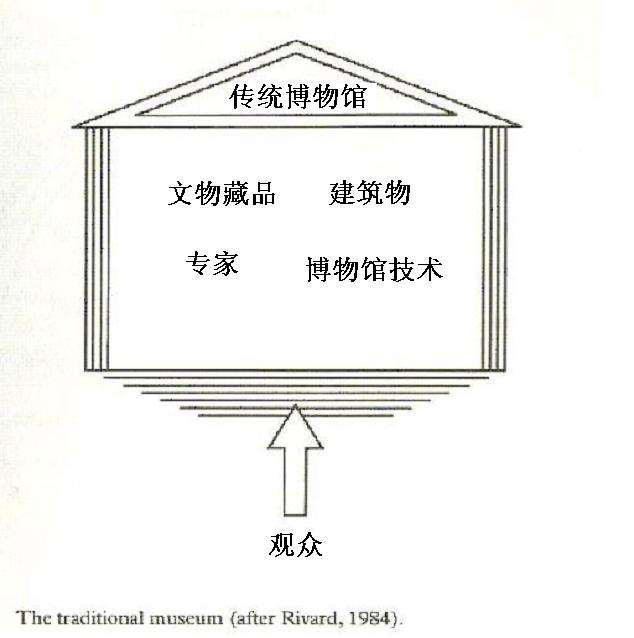 传统博物馆
文物藏品 建筑物
专家 博物馆技术
观众
The traditional museum (after Rivard, 1984).